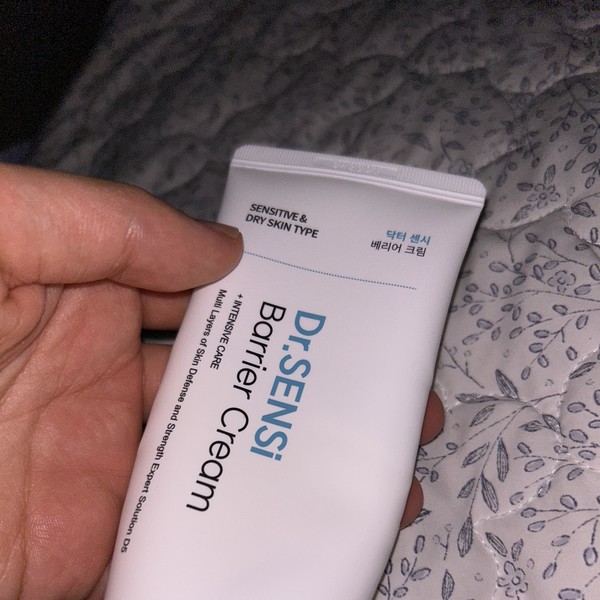 SENSITIVE &
DRY SKIN TYPE
닥터 센시
베리어 크림
Dr.SENSi
Barrier Cream
+ INTENSIVE CARE
Multi Layers of Skin Defense and Strength Expert Solution D5